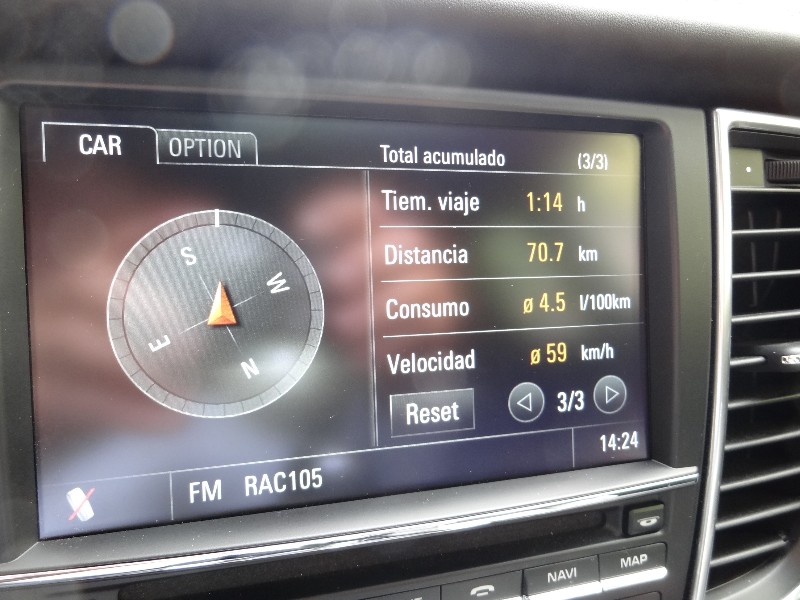 CAR OPTION
Total acumulado (3/3)
Tiem. viaje 1:14 h
Distancia 70.7 km
Consumo ø 4.5 l/100km
Velocidad ø 59 km/h
Reset 3/3
S
W
E
N
14:24
FM RAC105
NAVI MAP